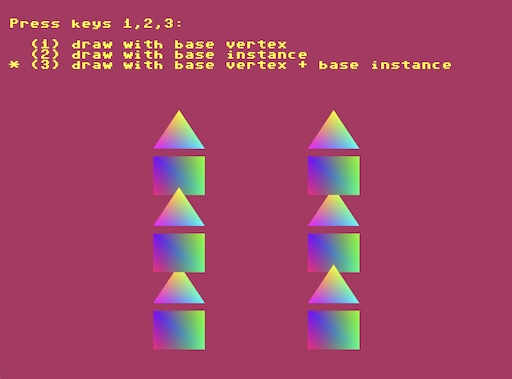 Press keys 1,2,3:
(1) draw with base vertex
(2) draw with base instance
* (3) draw with base vertex + base instance